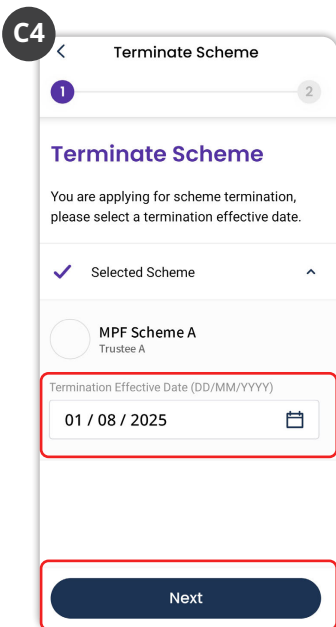 C4
Terminate Scheme
1
2
Terminate Scheme
You are applying for scheme termination,
please select a termination effective date.
Selected Scheme
MPF Scheme A
Trustee A
Termination Effective Date (DD/MM/YYYY)
01 / 08 / 2025
Next